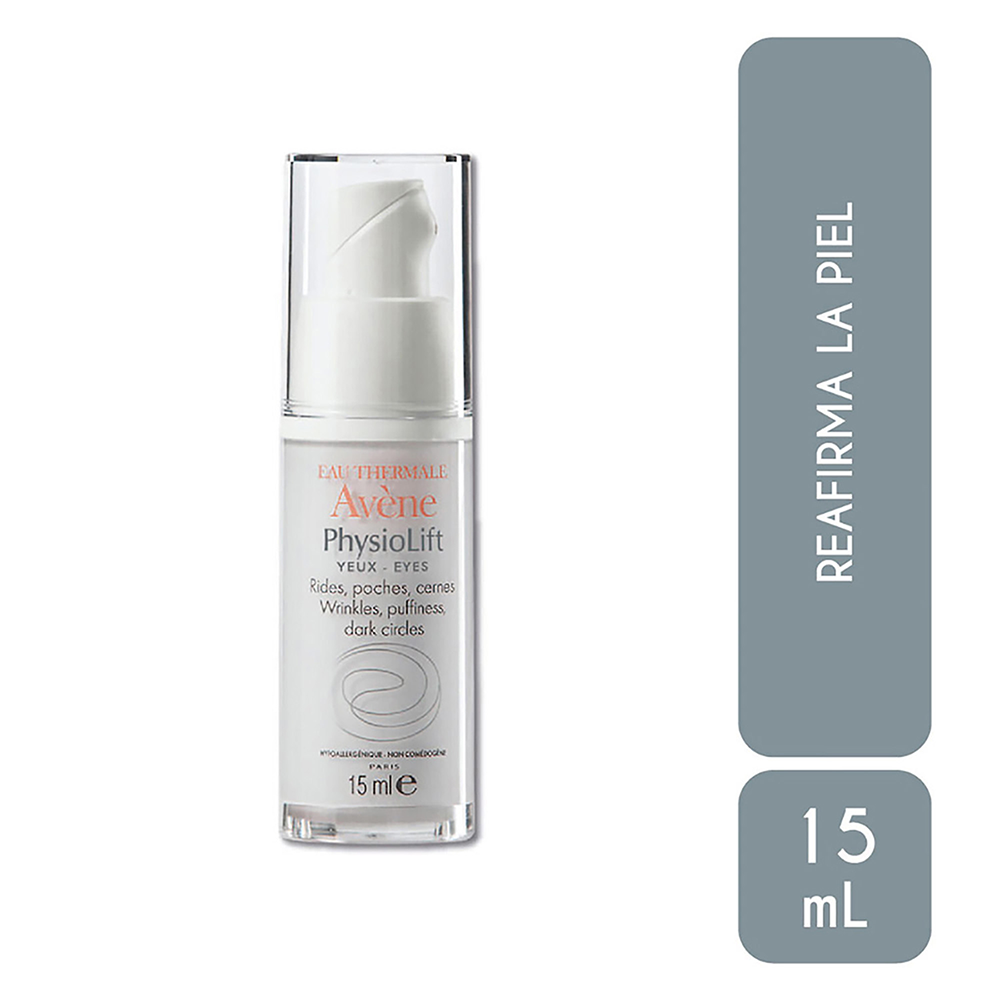 EAU THERMALE
Avène
PhysioLift
YEUX - EYES
Rides, poches, cernes
Wrinkles, puffiness,
dark circles
HYPOALLERGÉNIQUE - NON COMÉDOGÈNE
PARIS
15 ml e
REAFIRMA LA PIEL
15
mL